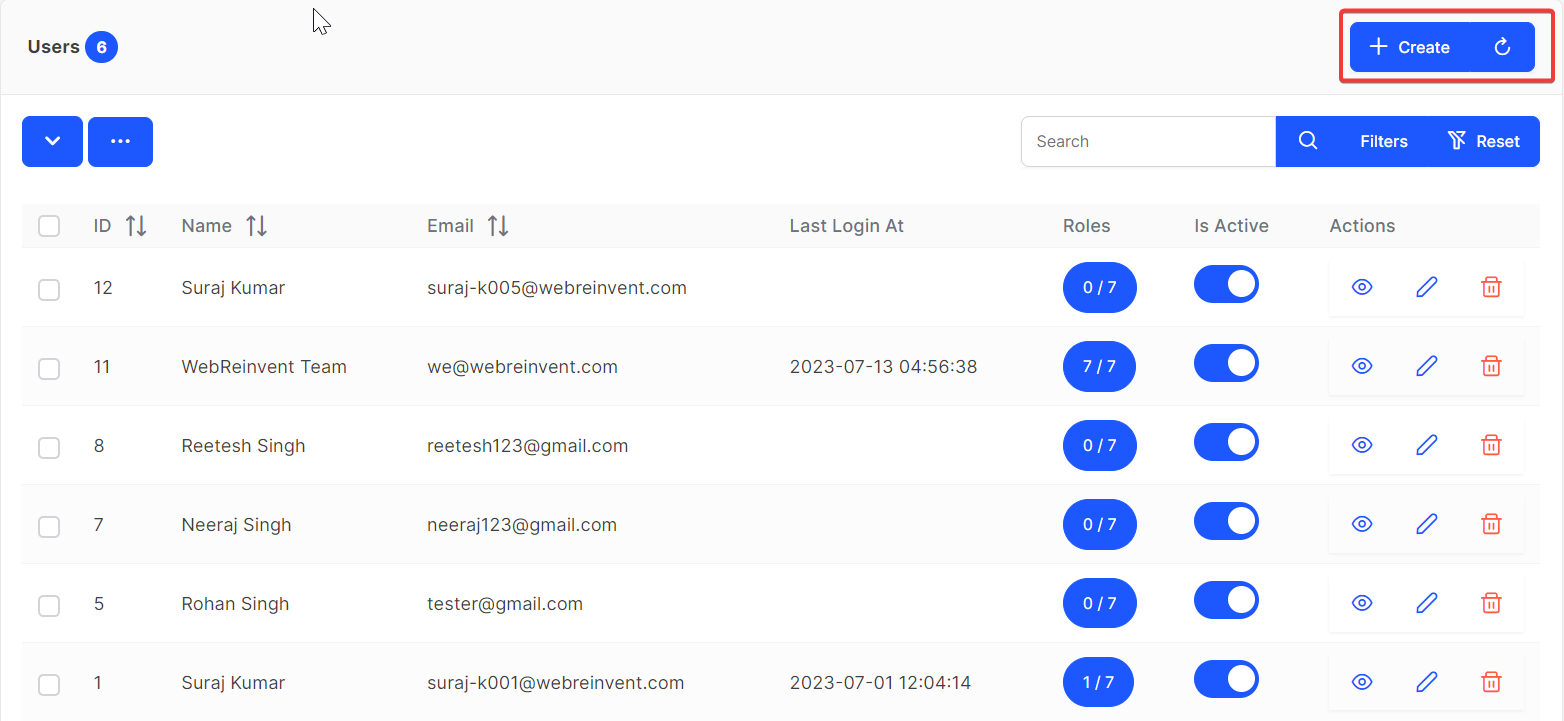 Users 6
Create
Search Filters Reset
ID Name Email Last Login At Roles Is Active Actions
12 Suraj Kumar suraj-k005@webreinvent.com 0 / 7
11 WebReinvent Team we@webreinvent.com 2023-07-13 04:56:38 7 / 7
8 Reetesh Singh reetesh123@gmail.com 0 / 7
7 Neeraj Singh neeraj123@gmail.com 0 / 7
5 Rohan Singh tester@gmail.com 0 / 7
1 Suraj Kumar suraj-k001@webreinvent.com 2023-07-01 12:04:14 1 / 7